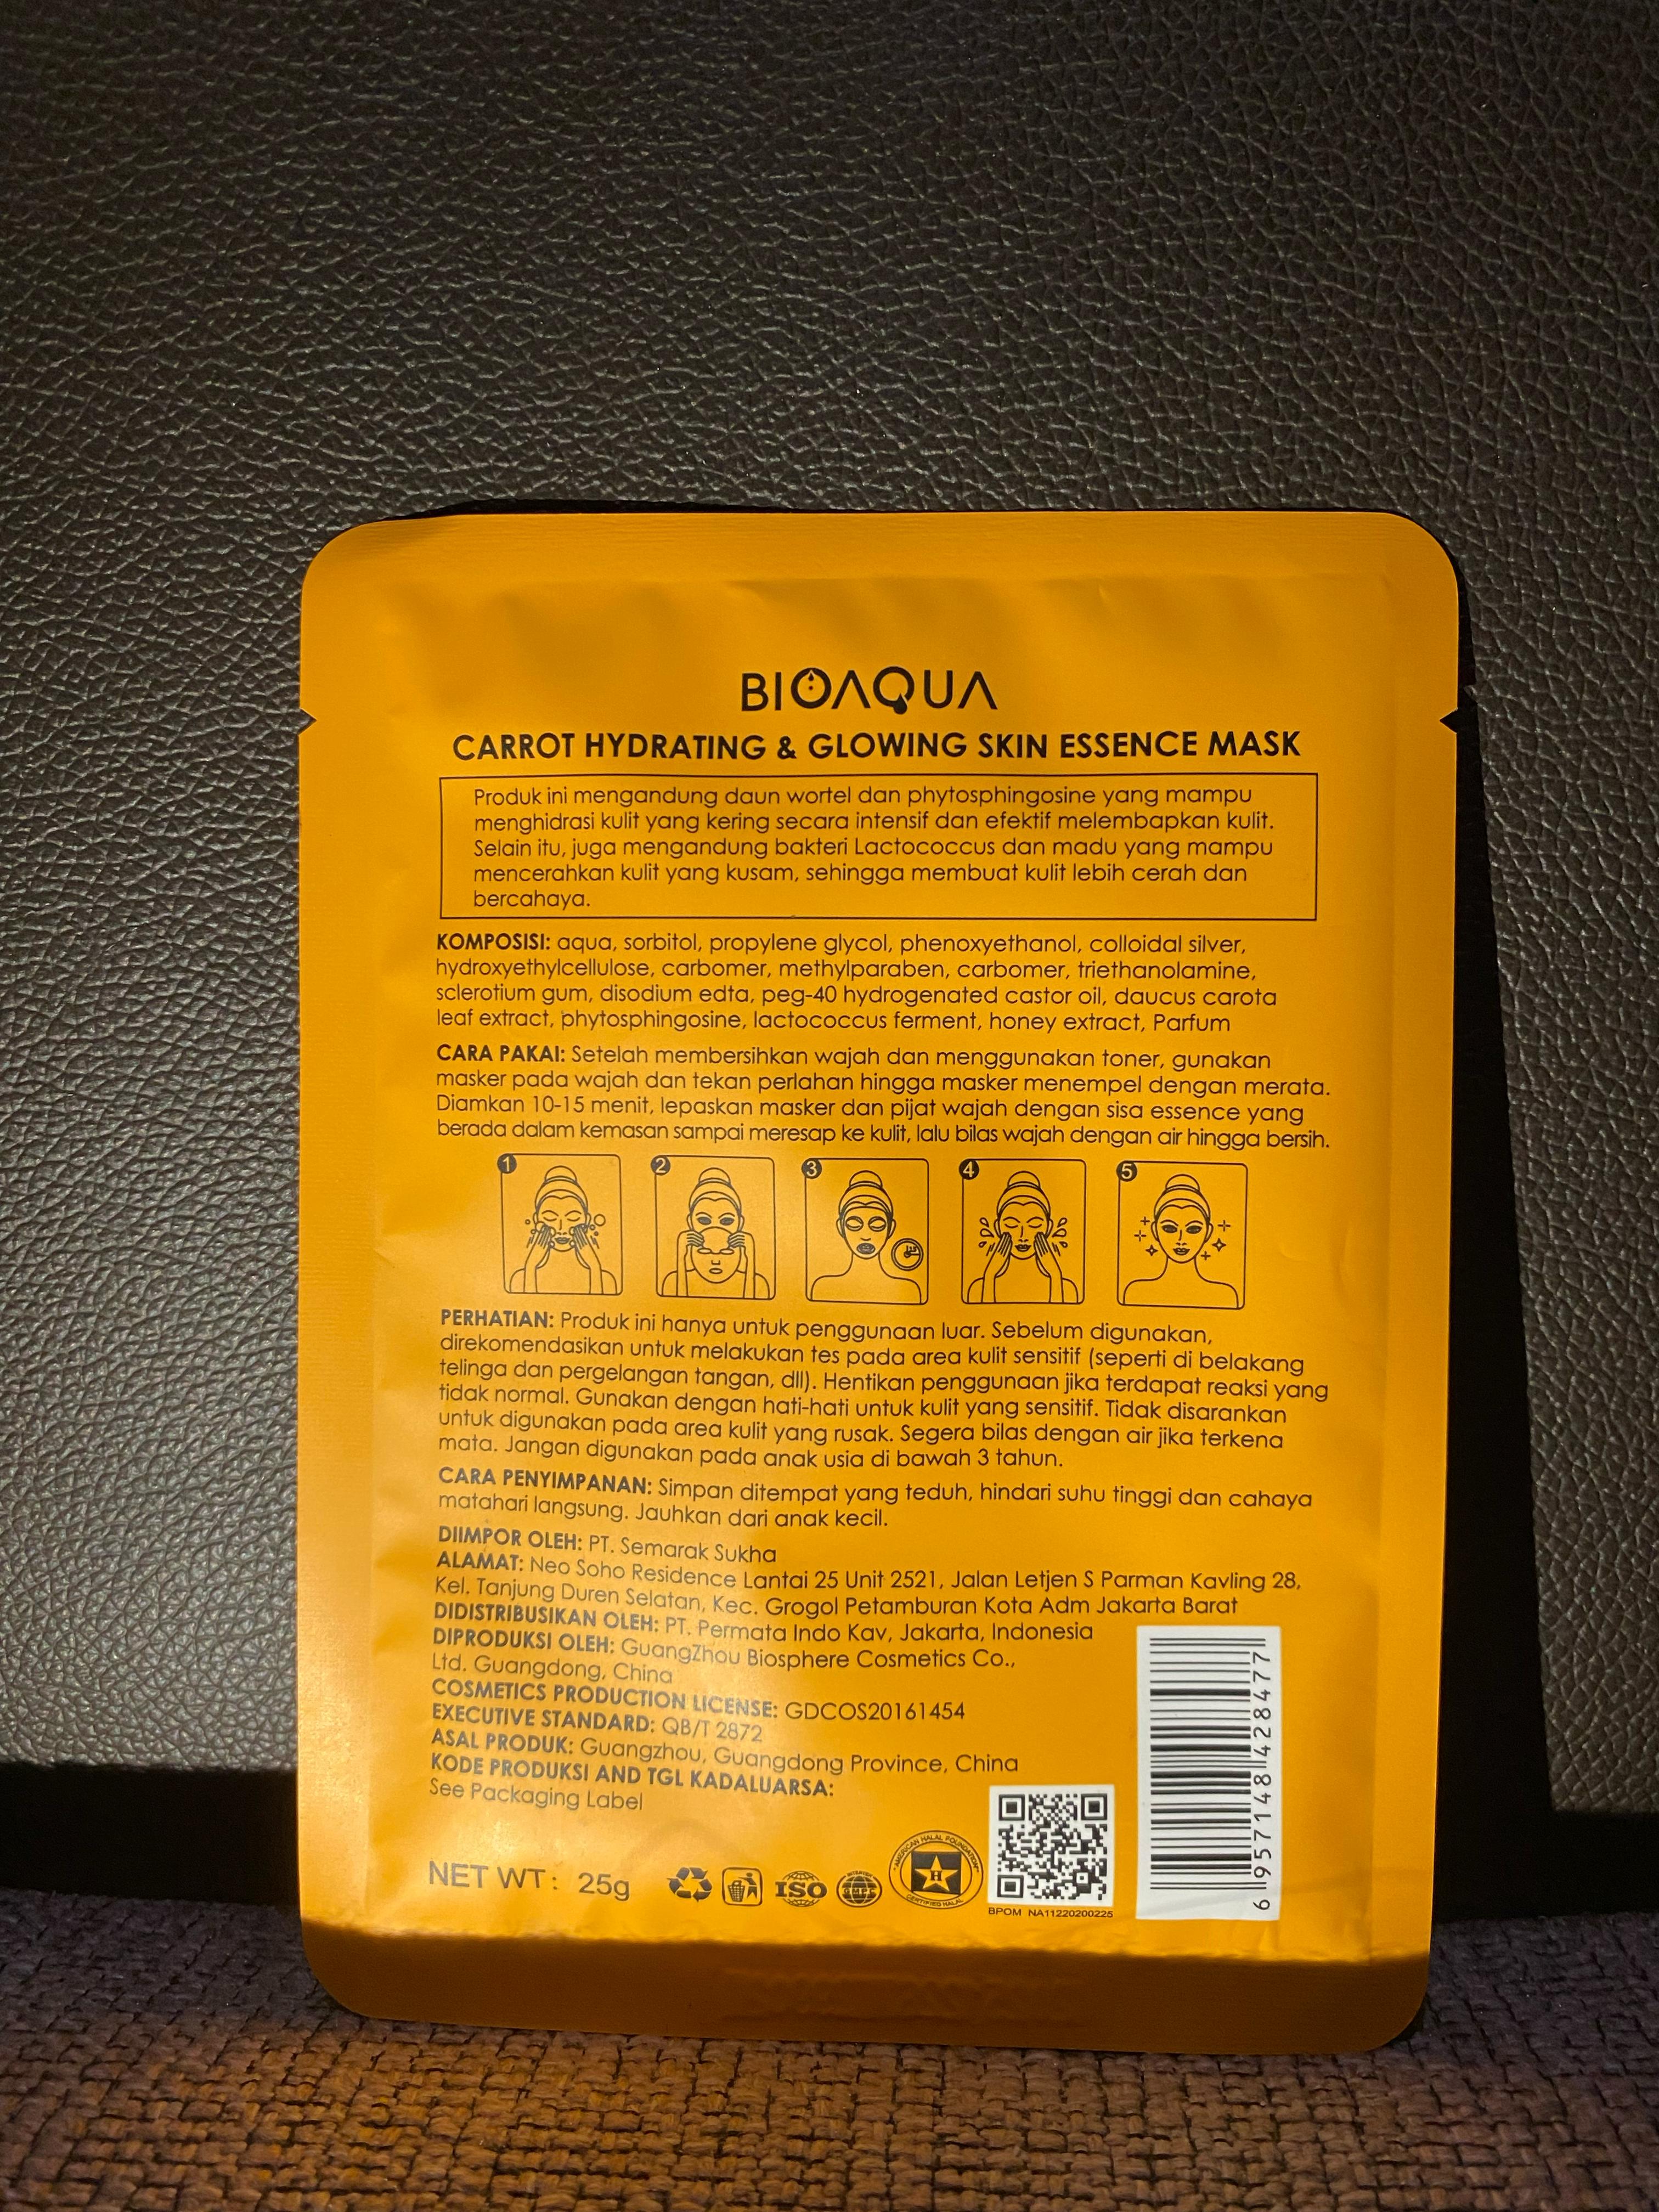 BIOAQUA
CARROT HYDRATING & GLOWING SKIN ESSENCE MASK
Produk ini mengandung daun wortel dan phytosphingosine yang mampu
menghidrasi kulit yang kering secara intensif dan efektif melembapkan kulit.
Selain itu, juga mengandung bakteri Lactococcus dan madu yang mampu
mencerahkan kulit yang kusam, sehingga membuat kulit lebih cerah dan
bercahaya.
KOMPOSISI: aqua, sorbitol, propylene glycol, phenoxyethanol, colloidal silver,
hydroxyethylcellulose, carbomer, methylparaben, carbomer, triethanolamine,
sclerotium gum, disodium edta, peg-40 hydrogenated castor oil, daucus carota
leaf extract, phytosphingosine, lactococcus ferment, honey extract, Parfum
CARA PAKAI: Setelah membersihkan wajah dan menggunakan toner, gunakan
masker pada wajah dan tekan perlahan hingga masker menempel dengan merata.
Diamkan 10-15 menit, lepaskan masker dan pijat wajah dengan sisa essence yang
berada dalam kemasan sampai meresap ke kulit, lalu bilas wajah dengan air hingga bersih.
1 2 3 4 5
PERHATIAN: Produk ini hanya untuk penggunaan luar. Sebelum digunakan,
direkomendasikan untuk melakukan tes pada area kulit sensitif (seperti di belakang
telinga dan pergelangan tangan, dll). Hentikan penggunaan jika terdapat reaksi yang
tidak normal. Gunakan dengan hati-hati untuk kulit yang sensitif. Tidak disarankan
untuk digunakan pada area kulit yang rusak. Segera bilas dengan air jika terkena
mata. Jangan digunakan pada anak usia di bawah 3 tahun.
CARA PENYIMPANAN: Simpan ditempat yang teduh, hindari suhu tinggi dan cahaya
matahari langsung. Jauhkan dari anak kecil.
DIIMPOR OLEH: PT. Semarak Sukha
ALAMAT: Neo Soho Residence Lantai 25 Unit 2521, Jalan Letjen S Parman Kavling 28,
Kel. Tanjung Duren Selatan, Kec. Grogol Petamburan Kota Adm Jakarta Barat
DIDISTRIBUSIKAN OLEH: PT. Permata Indo Kav, Jakarta, Indonesia
DIPRODUKSI OLEH: GuangZhou Biosphere Cosmetics Co.,
Ltd. Guangdong, China
COSMETICS PRODUCTION LICENSE: GDCOS20161454
EXECUTIVE STANDARD: QB/T 2872
ASAL PRODUK: Guangzhou, Guangdong Province, China
KODE PRODUKSI AND TGL KADALUARSA:
See Packaging Label
NET WT: 25g
ISO
GMPC
AMERICAN HALAL FOUNDATION
H
CERTIFIED HALAL
BPOM NA11220200225
6 957148 428477